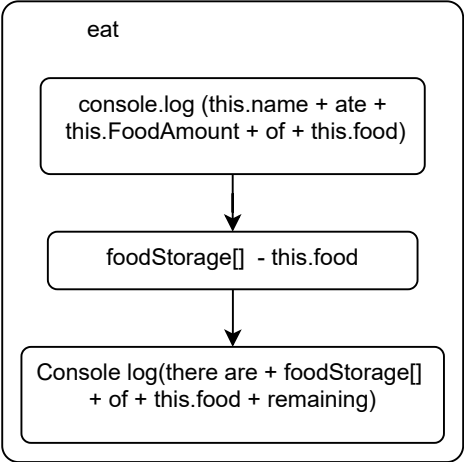 eat
console.log (this.name + ate +
this.FoodAmount + of + this.food)
foodStorage[]  - this.food
Console log(there are + foodStorage[]
+ of + this.food + remaining)